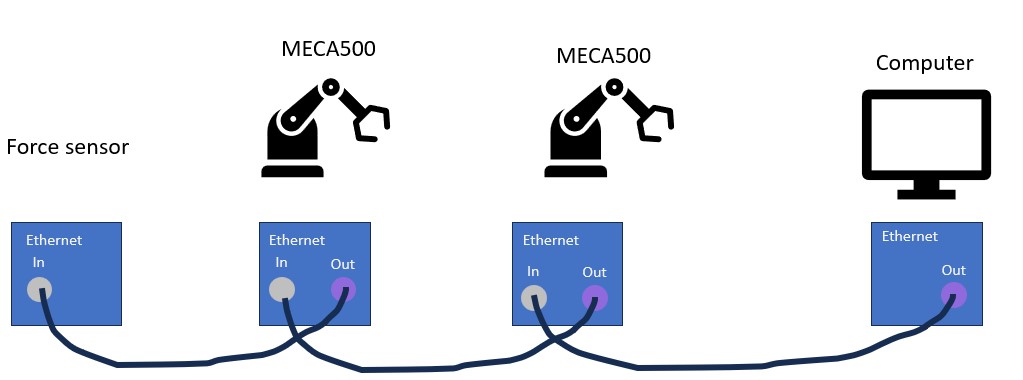 MECA500
MECA500
Computer
Force sensor
Ethernet
In
Ethernet
In
Out
Ethernet
In
Out
Ethernet
Out